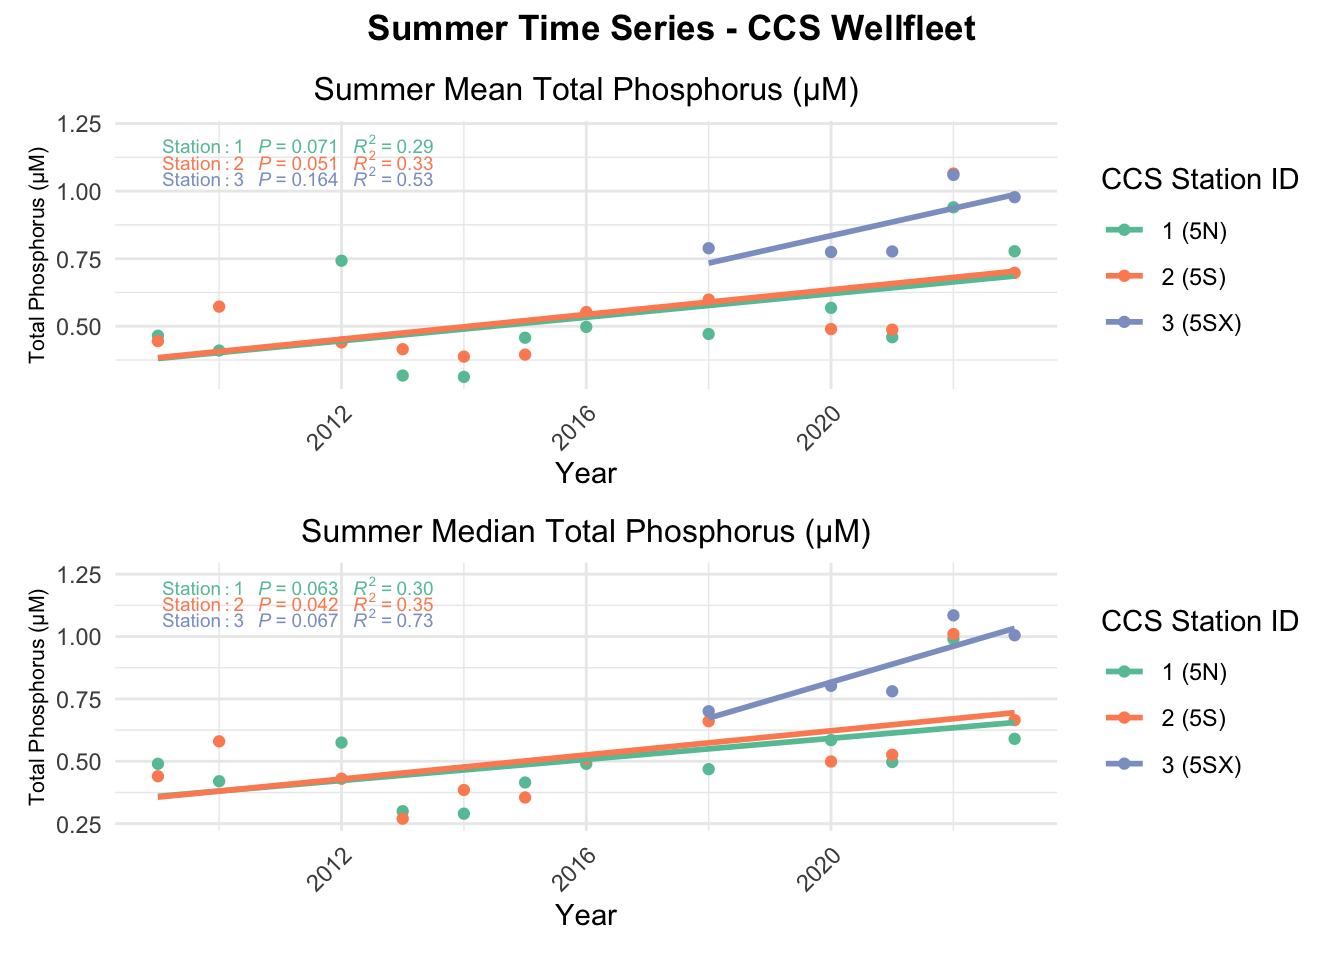 Summer Time Series - CCS Wellfleet
Summer Mean Total Phosphorus (µM)
Total Phosphorus (µM)
1.25
1.00
0.75
0.50
Station: 1 P = 0.071 R² = 0.29
Station: 2 P = 0.051 R² = 0.33
Station: 3 P = 0.164 R² = 0.53
2012 2016 2020
Year
CCS Station ID
1 (5N)
2 (5S)
3 (5SX)
Summer Median Total Phosphorus (µM)
Total Phosphorus (µM)
1.25
1.00
0.75
0.50
0.25
Station: 1 P = 0.063 R² = 0.30
Station: 2 P = 0.042 R² = 0.35
Station: 3 P = 0.067 R² = 0.73
2012 2016 2020
Year
CCS Station ID
1 (5N)
2 (5S)
3 (5SX)